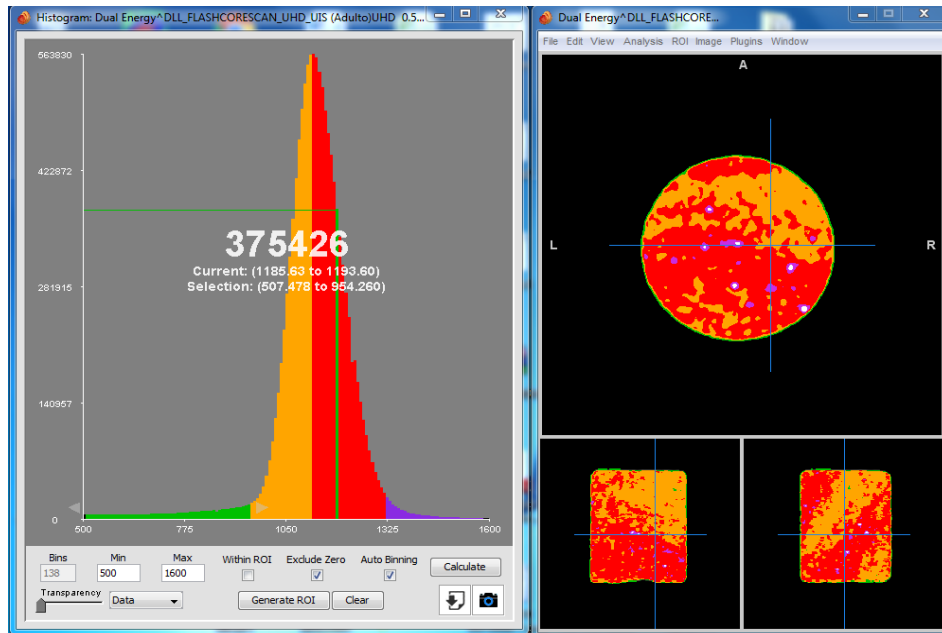 Histogram: Dual Energy^DLL_FLASHCORESCAN_UHD_UIS (Adulto)UHD 0.5...
563830
422872
281915
140957
0
375426
Current: (1185.63 to 1193.60)
Selection: (507.478 to 954.260)
500 775 1050 1325 1600
Bins Min Max Within ROI Exclude Zero Auto Binning
138 500 1600 Calculate
Transparency
Data Generate ROI Clear
Dual Energy^DLL_FLASHCORE...
File Edit View Analysis ROI Image Plugins Window
A
L R